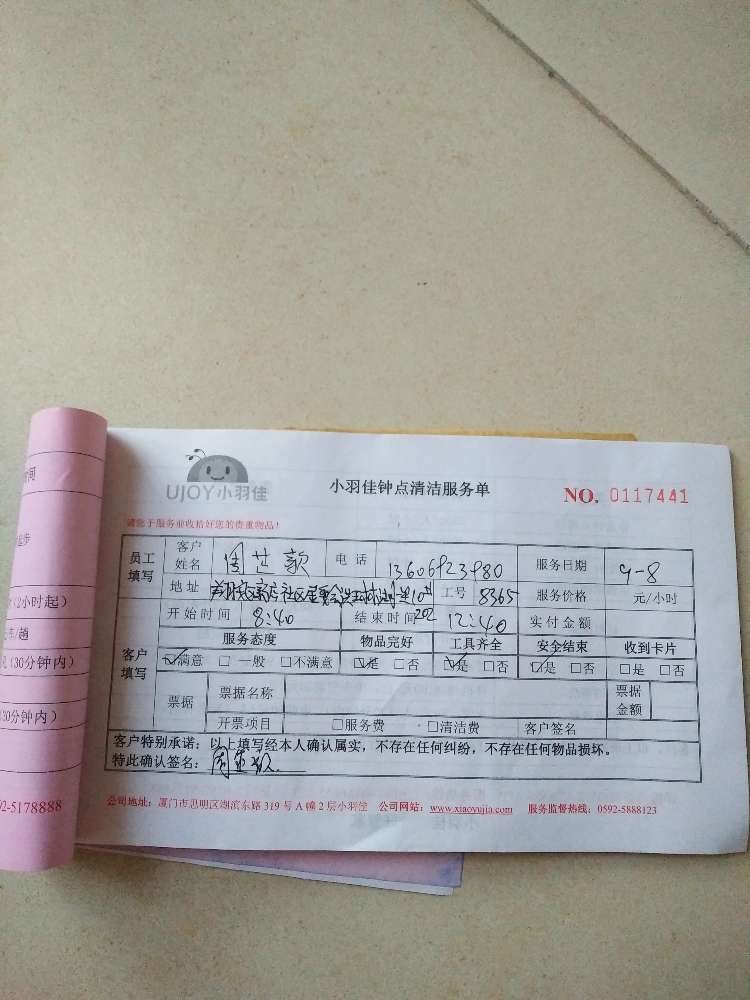 UJOY小羽佳
小羽佳钟点清洁服务单
NO. 0117441
请您于服务前收拾好您的贵重物品!
员工填写 客户姓名 周芷歆 电话 13606923980 服务日期 9-8
地址 工号 8365 服务价格 元/小时
开始时间 8:40 结束时间 12:40 实付金额
客户填写 服务态度 物品完好 工具齐全 安全结束 收到卡片
☑满意 □一般 □不满意 ☑是 □否 ☑是 □否 ☑是 □否 □是 □否
票据 票据名称 票据金额
开票项目 □服务费 □清洁费 客户签名
客户特别承诺:以上填写经本人确认属实,不存在任何纠纷,不存在任何物品损坏。
特此确认签名:
公司地址:厦门市思明区湖滨东路 319 号 A 幢 2 层小羽佳 公司网站:www.xiaoyujia.com 服务监督热线:0592-5888123
(2小时起)
(30分钟内)
30分钟内)
92-5178888